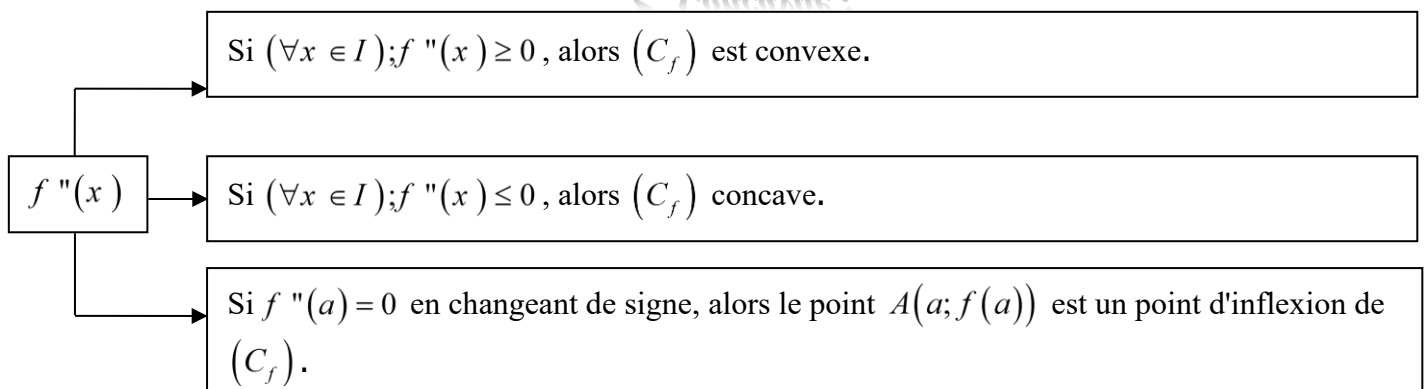 Si (∀x ∈ I);f "(x) ≥ 0, alors (C_f) est convexe.
f "(x)
Si (∀x ∈ I);f "(x) ≤ 0, alors (C_f) concave.
Si f "(a) = 0 en changeant de signe, alors le point A(a; f(a)) est un point d'inflexion de
(C_f).